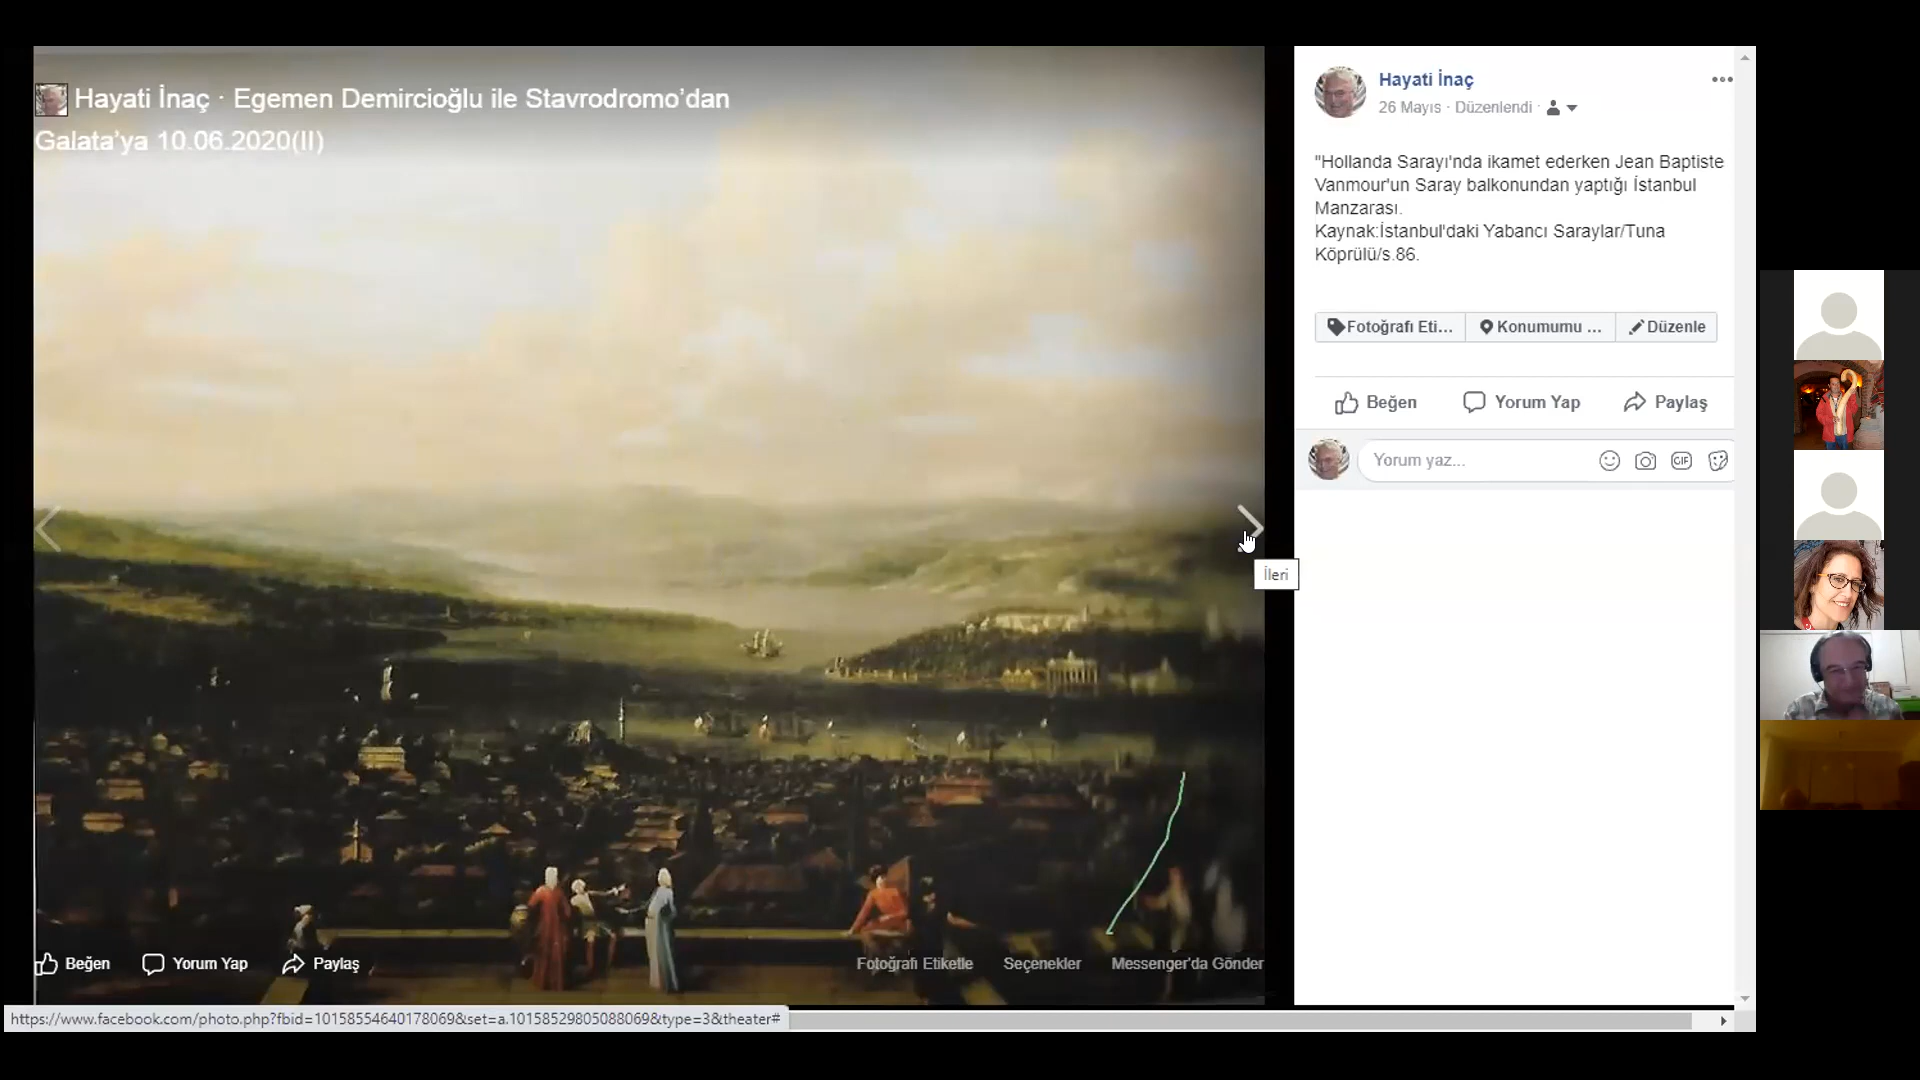 Hayati İnaç · Egemen Demircioğlu ile Stavrodromo'dan
Galata'ya 10.06.2020(II)
Beğen
Yorum Yap
Paylaş
Fotoğrafı Etiketle
Seçenekler
Messenger'da Gönder
İleri
Hayati İnaç
26 Mayıs · Düzenlendi ·
"Hollanda Sarayı'nda ikamet ederken Jean Baptiste
Vanmour'un Saray balkonundan yaptığı İstanbul
Manzarası.
Kaynak:İstanbul'daki Yabancı Saraylar/Tuna
Köprülü/s.86.
Fotoğrafı Eti...
Konumumu ...
Düzenle
Beğen
Yorum Yap
Paylaş
Yorum yaz...
GIF
https://www.facebook.com/photo.php?fbid=10158554640178069&set=a.10158529805088069&type=3&theater#